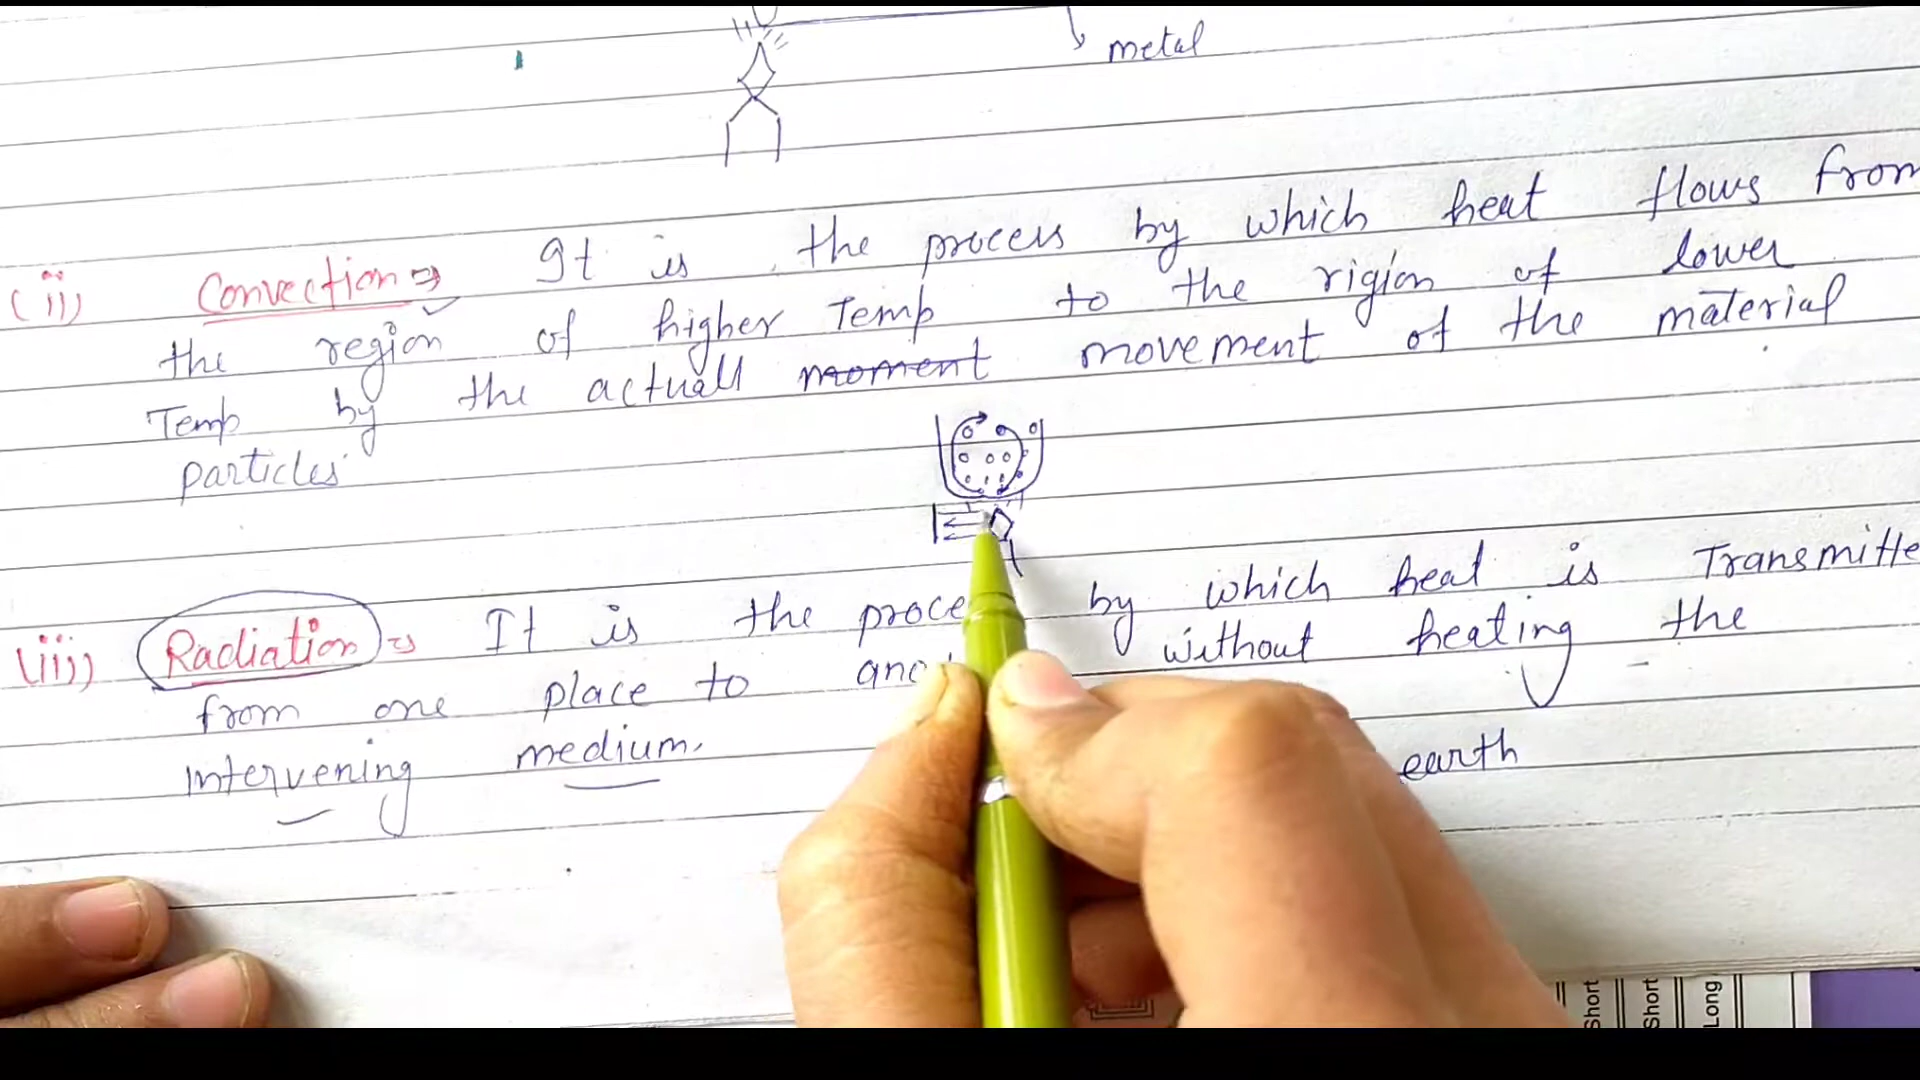 metal
(ii) Convection ⇒ It is the process by which heat flows from
the region of higher Temp to the rigion of lower
Temp by the actuall moment movement of the material
particles
(iii) Radiation ⇒ It is the proce by which heat is Transmitte
from one place to without heating the
Intervening medium.
earth
Short
Short
Long